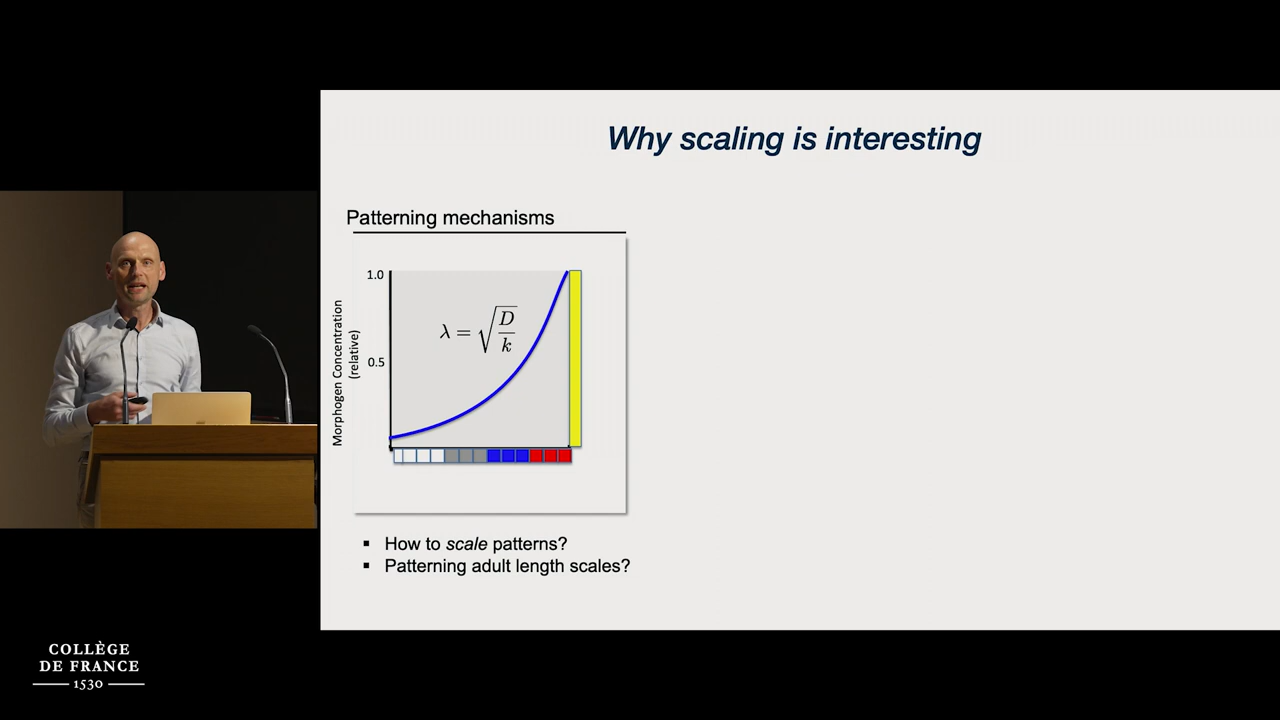 Why scaling is interesting
Patterning mechanisms
1.0
0.5
Morphogen Concentration
(relative)
λ = √(D/k)
▪ How to scale patterns?
▪ Patterning adult length scales?
COLLÈGE
DE FRANCE
1530